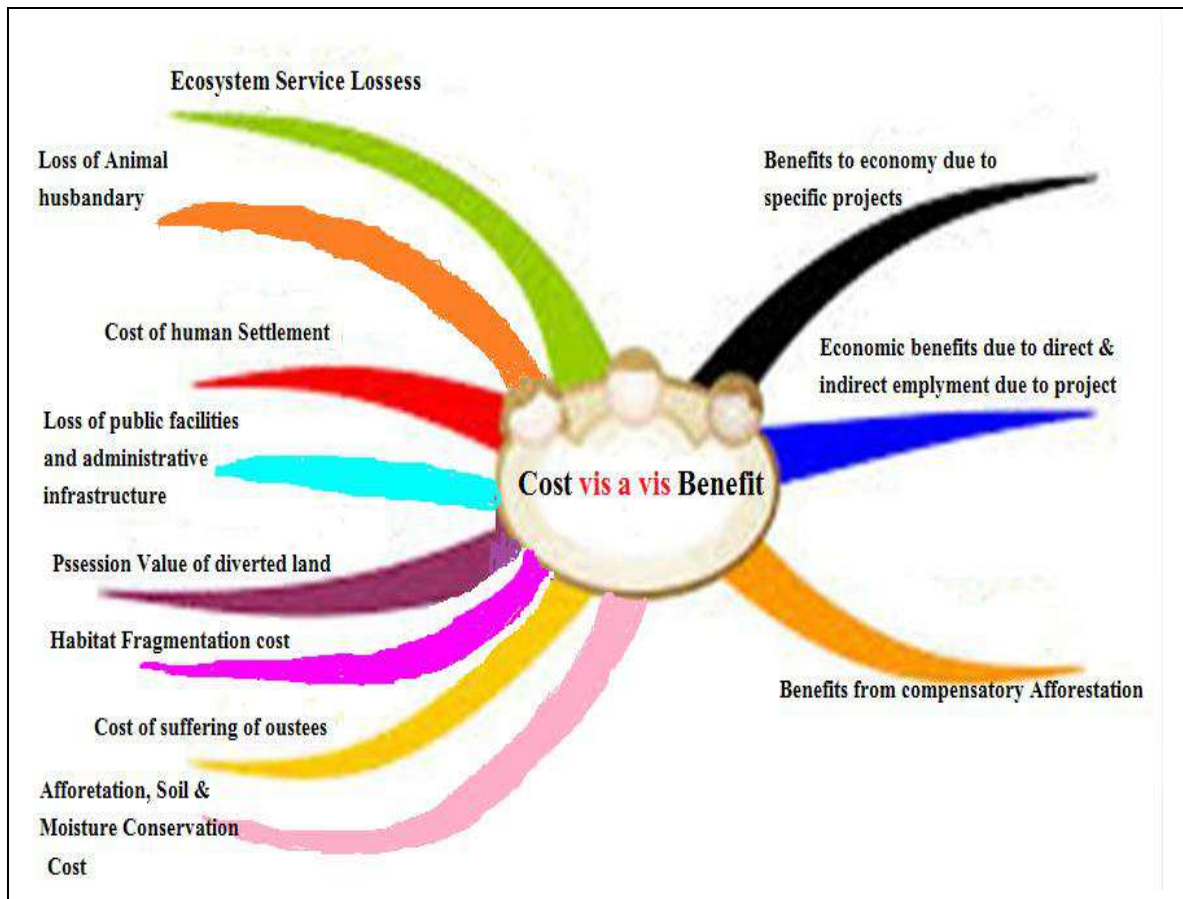 Ecosystem Service Lossess
Loss of Animal
husbandary
Cost of human Settlement
Loss of public facilities
and administrative
infrastructure
Pssession Value of diverted land
Habitat Fragmentation cost
Cost of suffering of oustees
Afforetation, Soil &
Moisture Conservation
Cost
Cost vis a vis Benefit
Benefits to economy due to
specific projects
Economic benefits due to direct &
indirect emplyment due to project
Benefits from compensatory Afforestation